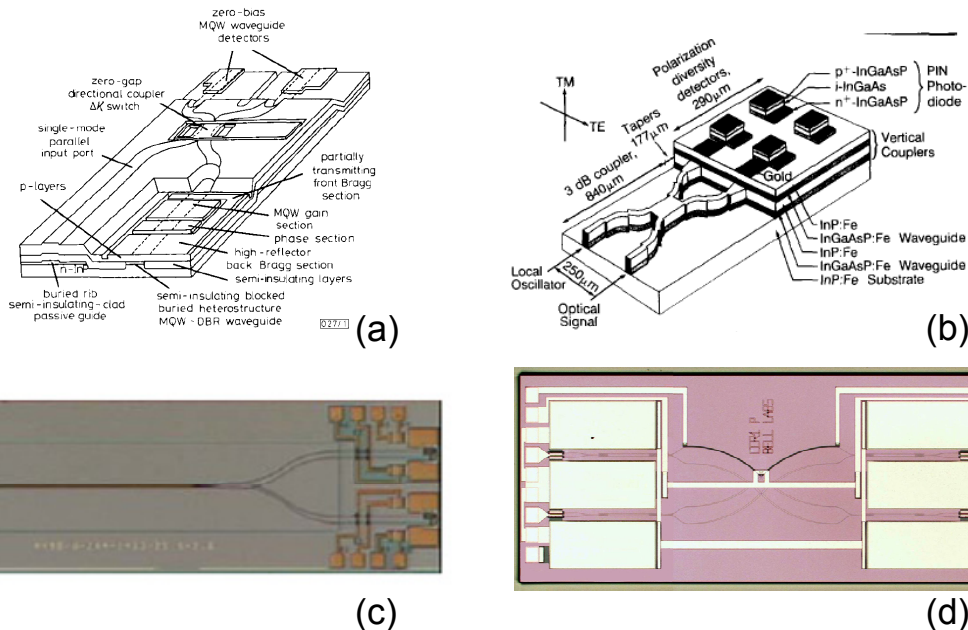 zero-bias
MQW waveguide
detectors
zero-gap
directional coupler
ΔK switch
single-mode
parallel
input port
p-layers
partially
transmitting
front Bragg
section
MQW gain
section
phase section
high-reflector
back Bragg section
semi-insulating layers
n-InP
buried rib
semi-insulating-clad
passive guide
semi-insulating blocked
buried heterostructure
MQW-DBR waveguide
027/1
(a)
TM
TE
Polarization
diversity
detectors,
290μm
Tapers
177μm
3 dB coupler,
840μm
p+-InGaAsP
i-InGaAs
n+-InGaAsP
PIN
Photo-
diode
Vertical
Couplers
Gold
InP:Fe
InGaAsP:Fe Waveguide
InP:Fe
InGaAsP:Fe Waveguide
InP:Fe Substrate
Local
Oscillator
250μm
Optical
Signal
(b)
(c)
BELL LABS
(d)